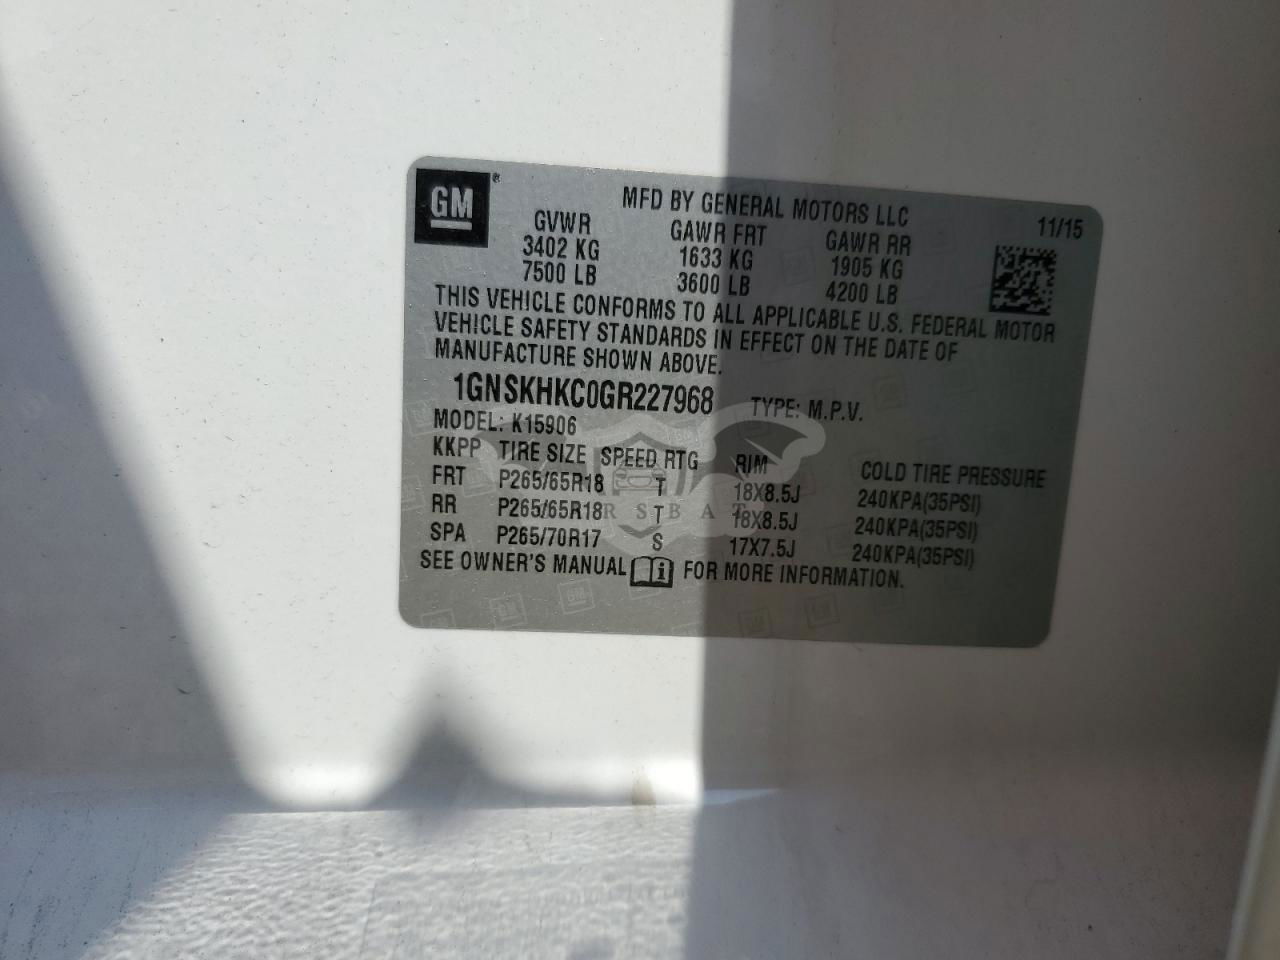 GM®
MFD BY GENERAL MOTORS LLC
11/15
GVWR GAWR FRT GAWR RR
3402 KG 1633 KG 1905 KG
7500 LB 3600 LB 4200 LB
THIS VEHICLE CONFORMS TO ALL APPLICABLE U.S. FEDERAL MOTOR
VEHICLE SAFETY STANDARDS IN EFFECT ON THE DATE OF
MANUFACTURE SHOWN ABOVE.
1GNSKHKC0GR227968 TYPE: M.P.V.
MODEL: K15906
KKPP TIRE SIZE SPEED RTG RIM COLD TIRE PRESSURE
FRT P265/65R18 T 18X8.5J 240KPA(35PSI)
RR P265/65R18 T 18X8.5J 240KPA(35PSI)
SPA P265/70R17 S 17X7.5J 240KPA(35PSI)
SEE OWNER'S MANUAL FOR MORE INFORMATION.